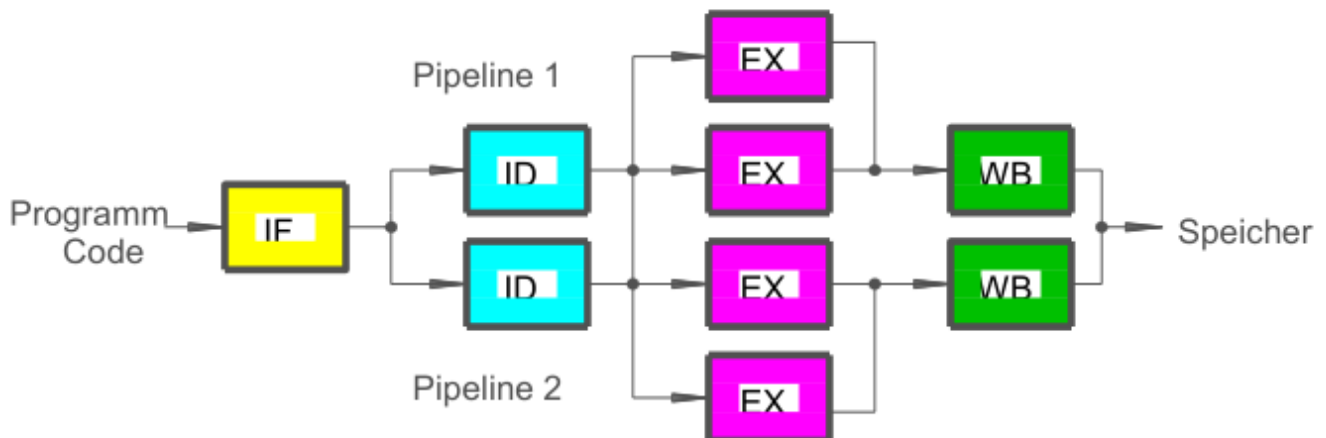 Pipeline 1
EX
ID
EX
WB
Programm
Code
IF
Speicher
ID
EX
WB
Pipeline 2
EX